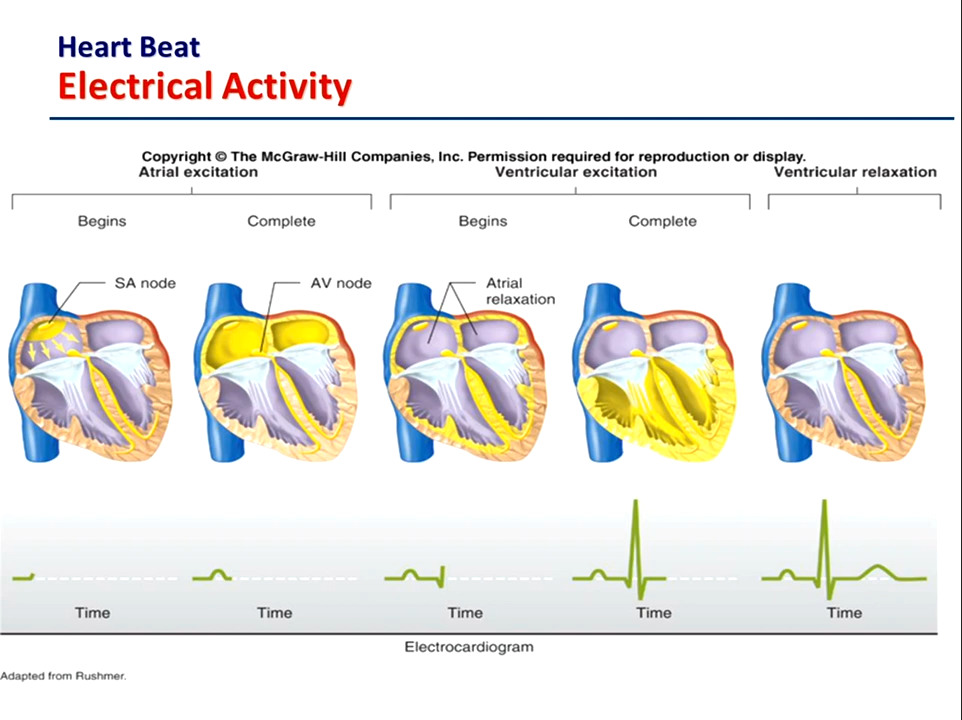 Heart Beat
Electrical Activity
Copyright © The McGraw-Hill Companies, Inc. Permission required for reproduction or display.
Atrial excitation
Ventricular excitation
Ventricular relaxation
Begins
Complete
Begins
Complete
SA node
AV node
Atrial
relaxation
Time
Time
Time
Time
Time
Electrocardiogram
Adapted from Rushmer.